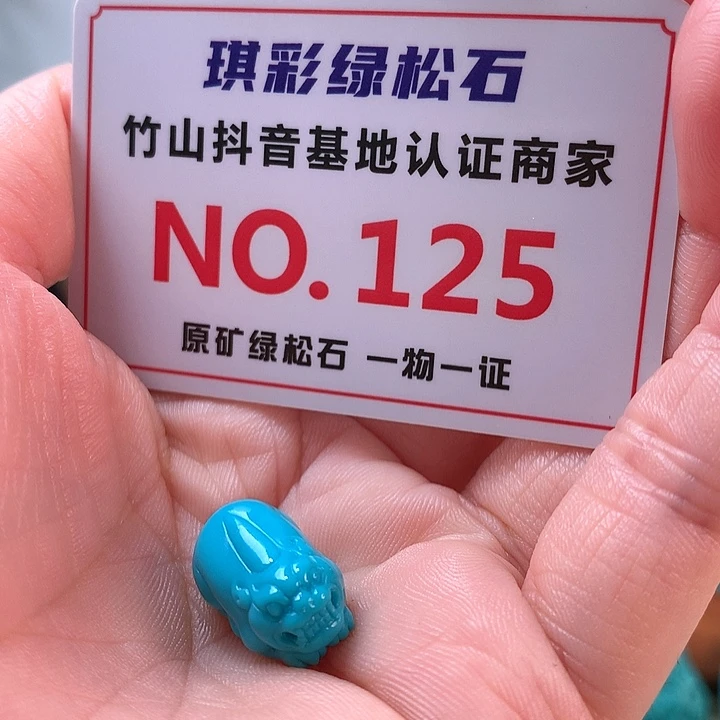 琪彩绿松石
竹山抖音基地认证商家
NO.125
原矿绿松石 一物一证